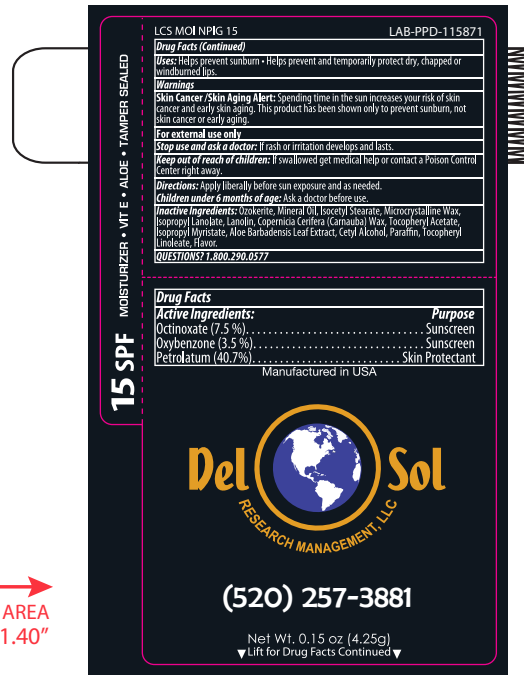 LCS MOI NPIG 15 LAB-PPD-115871
Drug Facts (Continued)
Uses: Helps prevent sunburn • Helps prevent and temporarily protect dry, chapped or
windburned lips.
Warnings
Skin Cancer /Skin Aging Alert: Spending time in the sun increases your risk of skin
cancer and early skin aging. This product has been shown only to prevent sunburn, not
skin cancer or early aging.
For external use only
Stop use and ask a doctor: If rash or irritation develops and lasts.
Keep out of reach of children: If swallowed get medical help or contact a Poison Control
Center right away.
Directions: Apply liberally before sun exposure and as needed.
Children under 6 months of age: Ask a doctor before use.
Inactive Ingredients: Ozokerite, Mineral Oil, Isocetyl Stearate, Microcrystalline Wax,
Isopropyl Lanolate, Lanolin, Copernicia Cerifera (Carnauba) Wax, Tocopheryl Acetate,
Isopropyl Myristate, Aloe Barbadensis Leaf Extract, Cetyl Alcohol, Paraffin, Tocopheryl
Linoleate, Flavor.
QUESTIONS? 1.800.290.0577
15 SPF MOISTURIZER • VIT E • ALOE • TAMPER SEALED
Drug Facts
Active Ingredients: Purpose
Octinoxate (7.5 %)..............................Sunscreen
Oxybenzone (3.5 %).............................Sunscreen
Petrolatum (40.7%).........................Skin Protectant
Manufactured in USA
Del Sol
RESEARCH MANAGEMENT, LLC
(520) 257-3881
Net Wt. 0.15 oz (4.25g)
▼Lift for Drug Facts Continued▼
AREA
1.40"